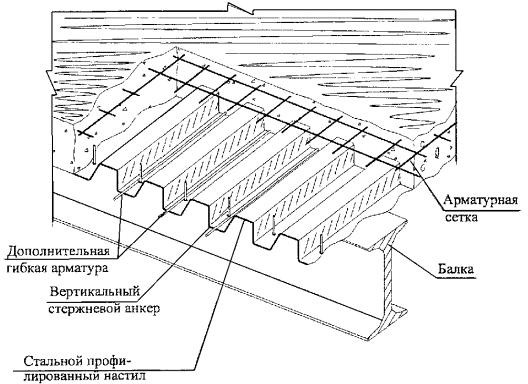 Арматурная
сетка
Дополнительная
гибкая арматура
Балка
Вертикальный
стержневой анкер
Стальной профи-
лированный настил